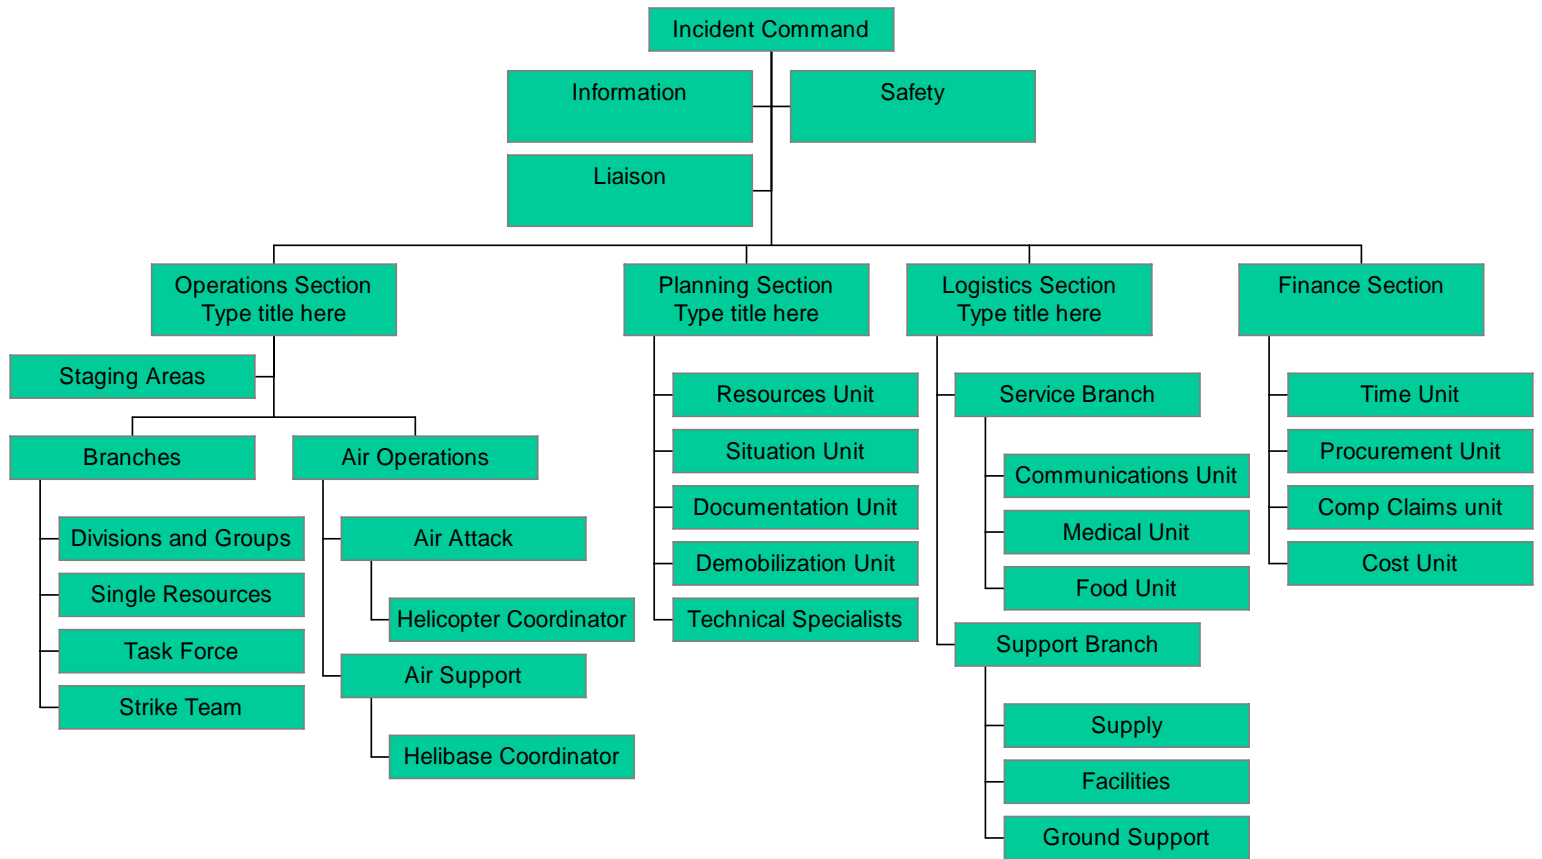 Incident Command
Information
Safety
Liaison
Operations Section
Type title here
Planning Section
Type title here
Logistics Section
Type title here
Finance Section
Staging Areas
Branches
Air Operations
Divisions and Groups
Single Resources
Task Force
Strike Team
Air Attack
Helicopter Coordinator
Air Support
Helibase Coordinator
Resources Unit
Situation Unit
Documentation Unit
Demobilization Unit
Technical Specialists
Service Branch
Communications Unit
Medical Unit
Food Unit
Support Branch
Supply
Facilities
Ground Support
Time Unit
Procurement Unit
Comp Claims unit
Cost Unit